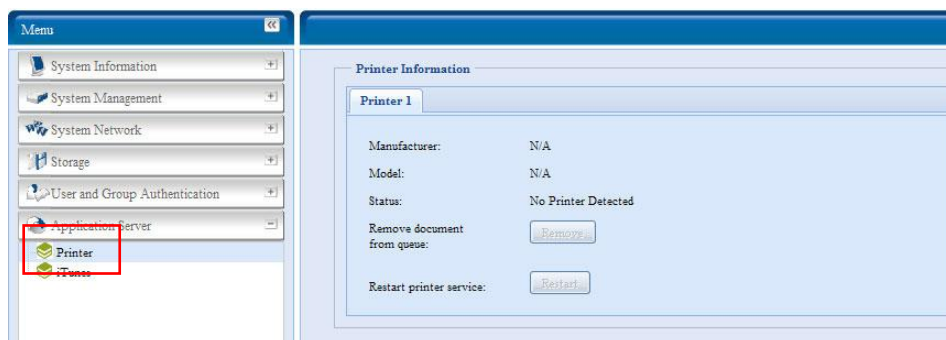 Menu
System Information
System Management
System Network
Storage
User and Group Authentication
Application Server
Printer
iTunes
Printer Information
Printer 1
Manufacturer: N/A
Model: N/A
Status: No Printer Detected
Remove document
from queue: Remove
Restart printer service: Restart